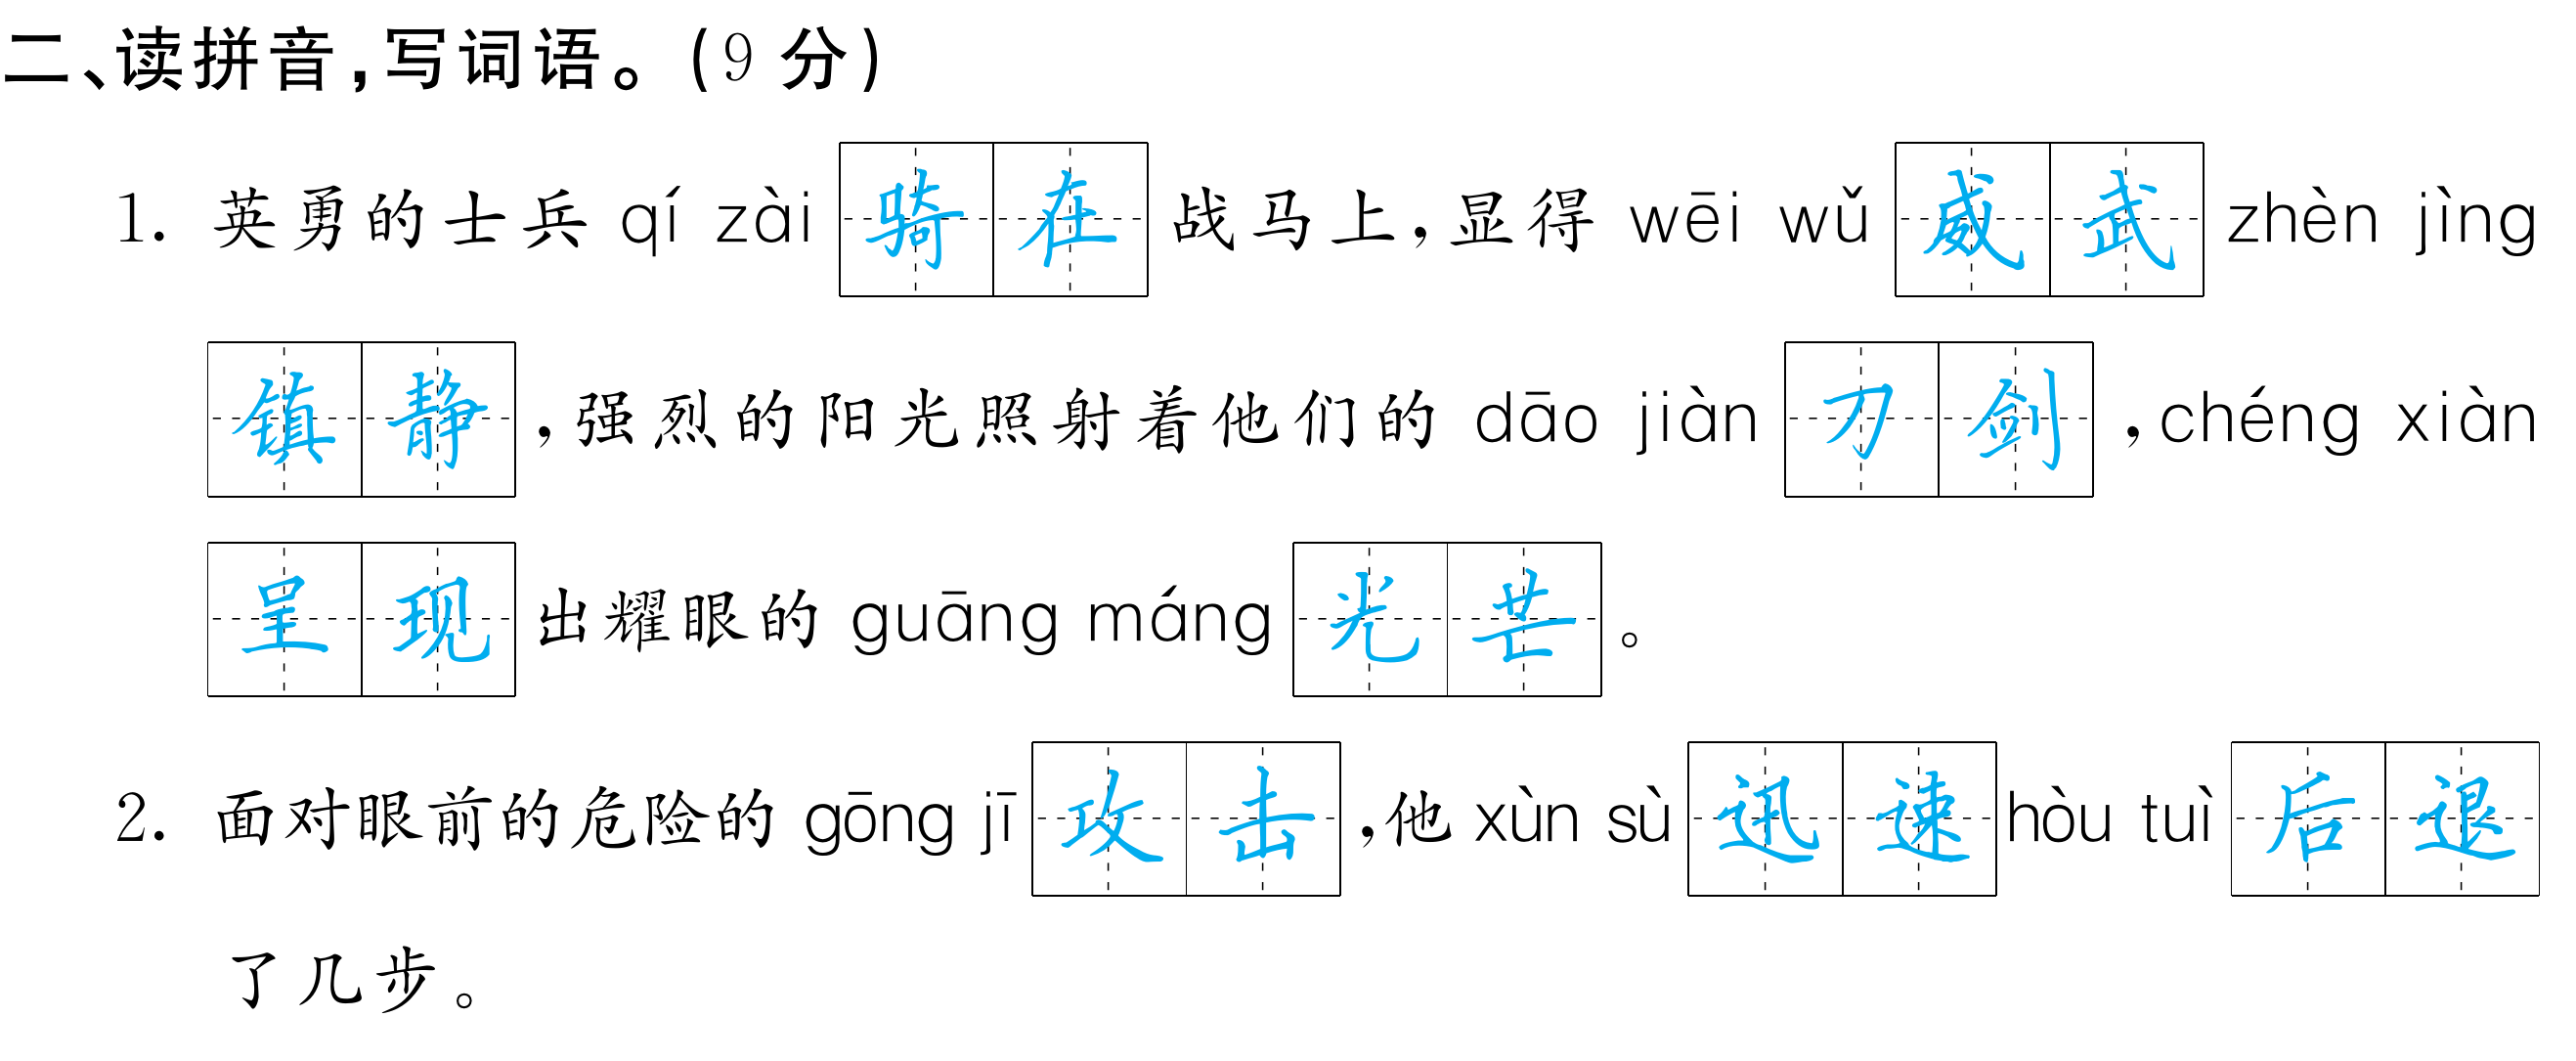 二、读拼音,写词语。(9 分)
1. 英勇的士兵 qí zài 骑在 战马上,显得 wēi wǔ 威武 zhèn jìng
镇静 ,强烈的阳光照射着他们的 dāo jiàn 刀剑 ,chéng xiàn
呈现 出耀眼的 guāng máng 光芒 。
2. 面对眼前的危险的 gōng jī 攻击 ,他 xùn sù 迅速 hòu tuì 后退
了几步。